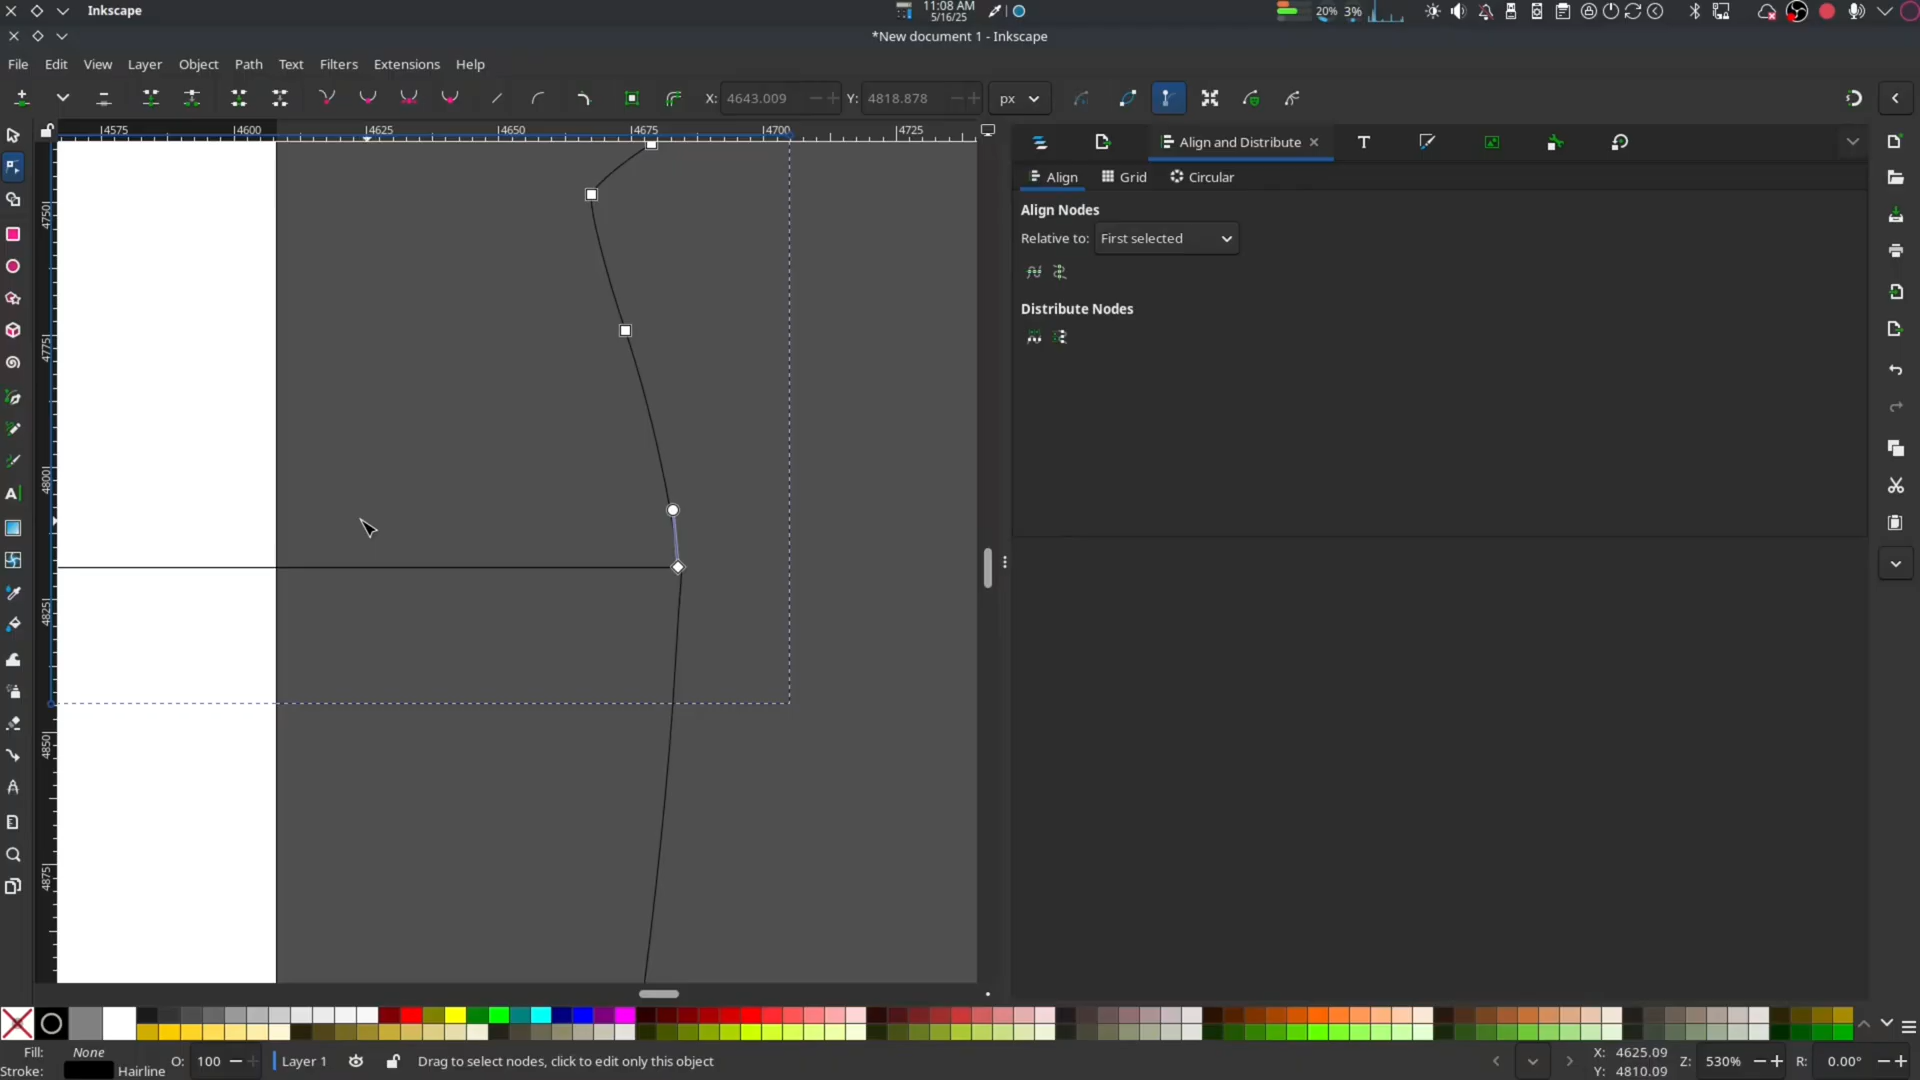 Inkscape
11:08 AM
5/16/25
20% 3%
*New document 1 - Inkscape
File Edit View Layer Object Path Text Filters Extensions Help
X: 4643.009 Y: 4818.878 px
4575 4600 4625 4650 4675 4700 4725
Align and Distribute
Align Grid Circular
Align Nodes
Relative to: First selected
Distribute Nodes
4750
4775
4800
4825
4850
4875
Fill: None
Stroke: Hairline
O: 100
Layer 1
Drag to select nodes, click to edit only this object
X: 4625.09
Y: 4810.09
Z: 530%
R: 0.00°